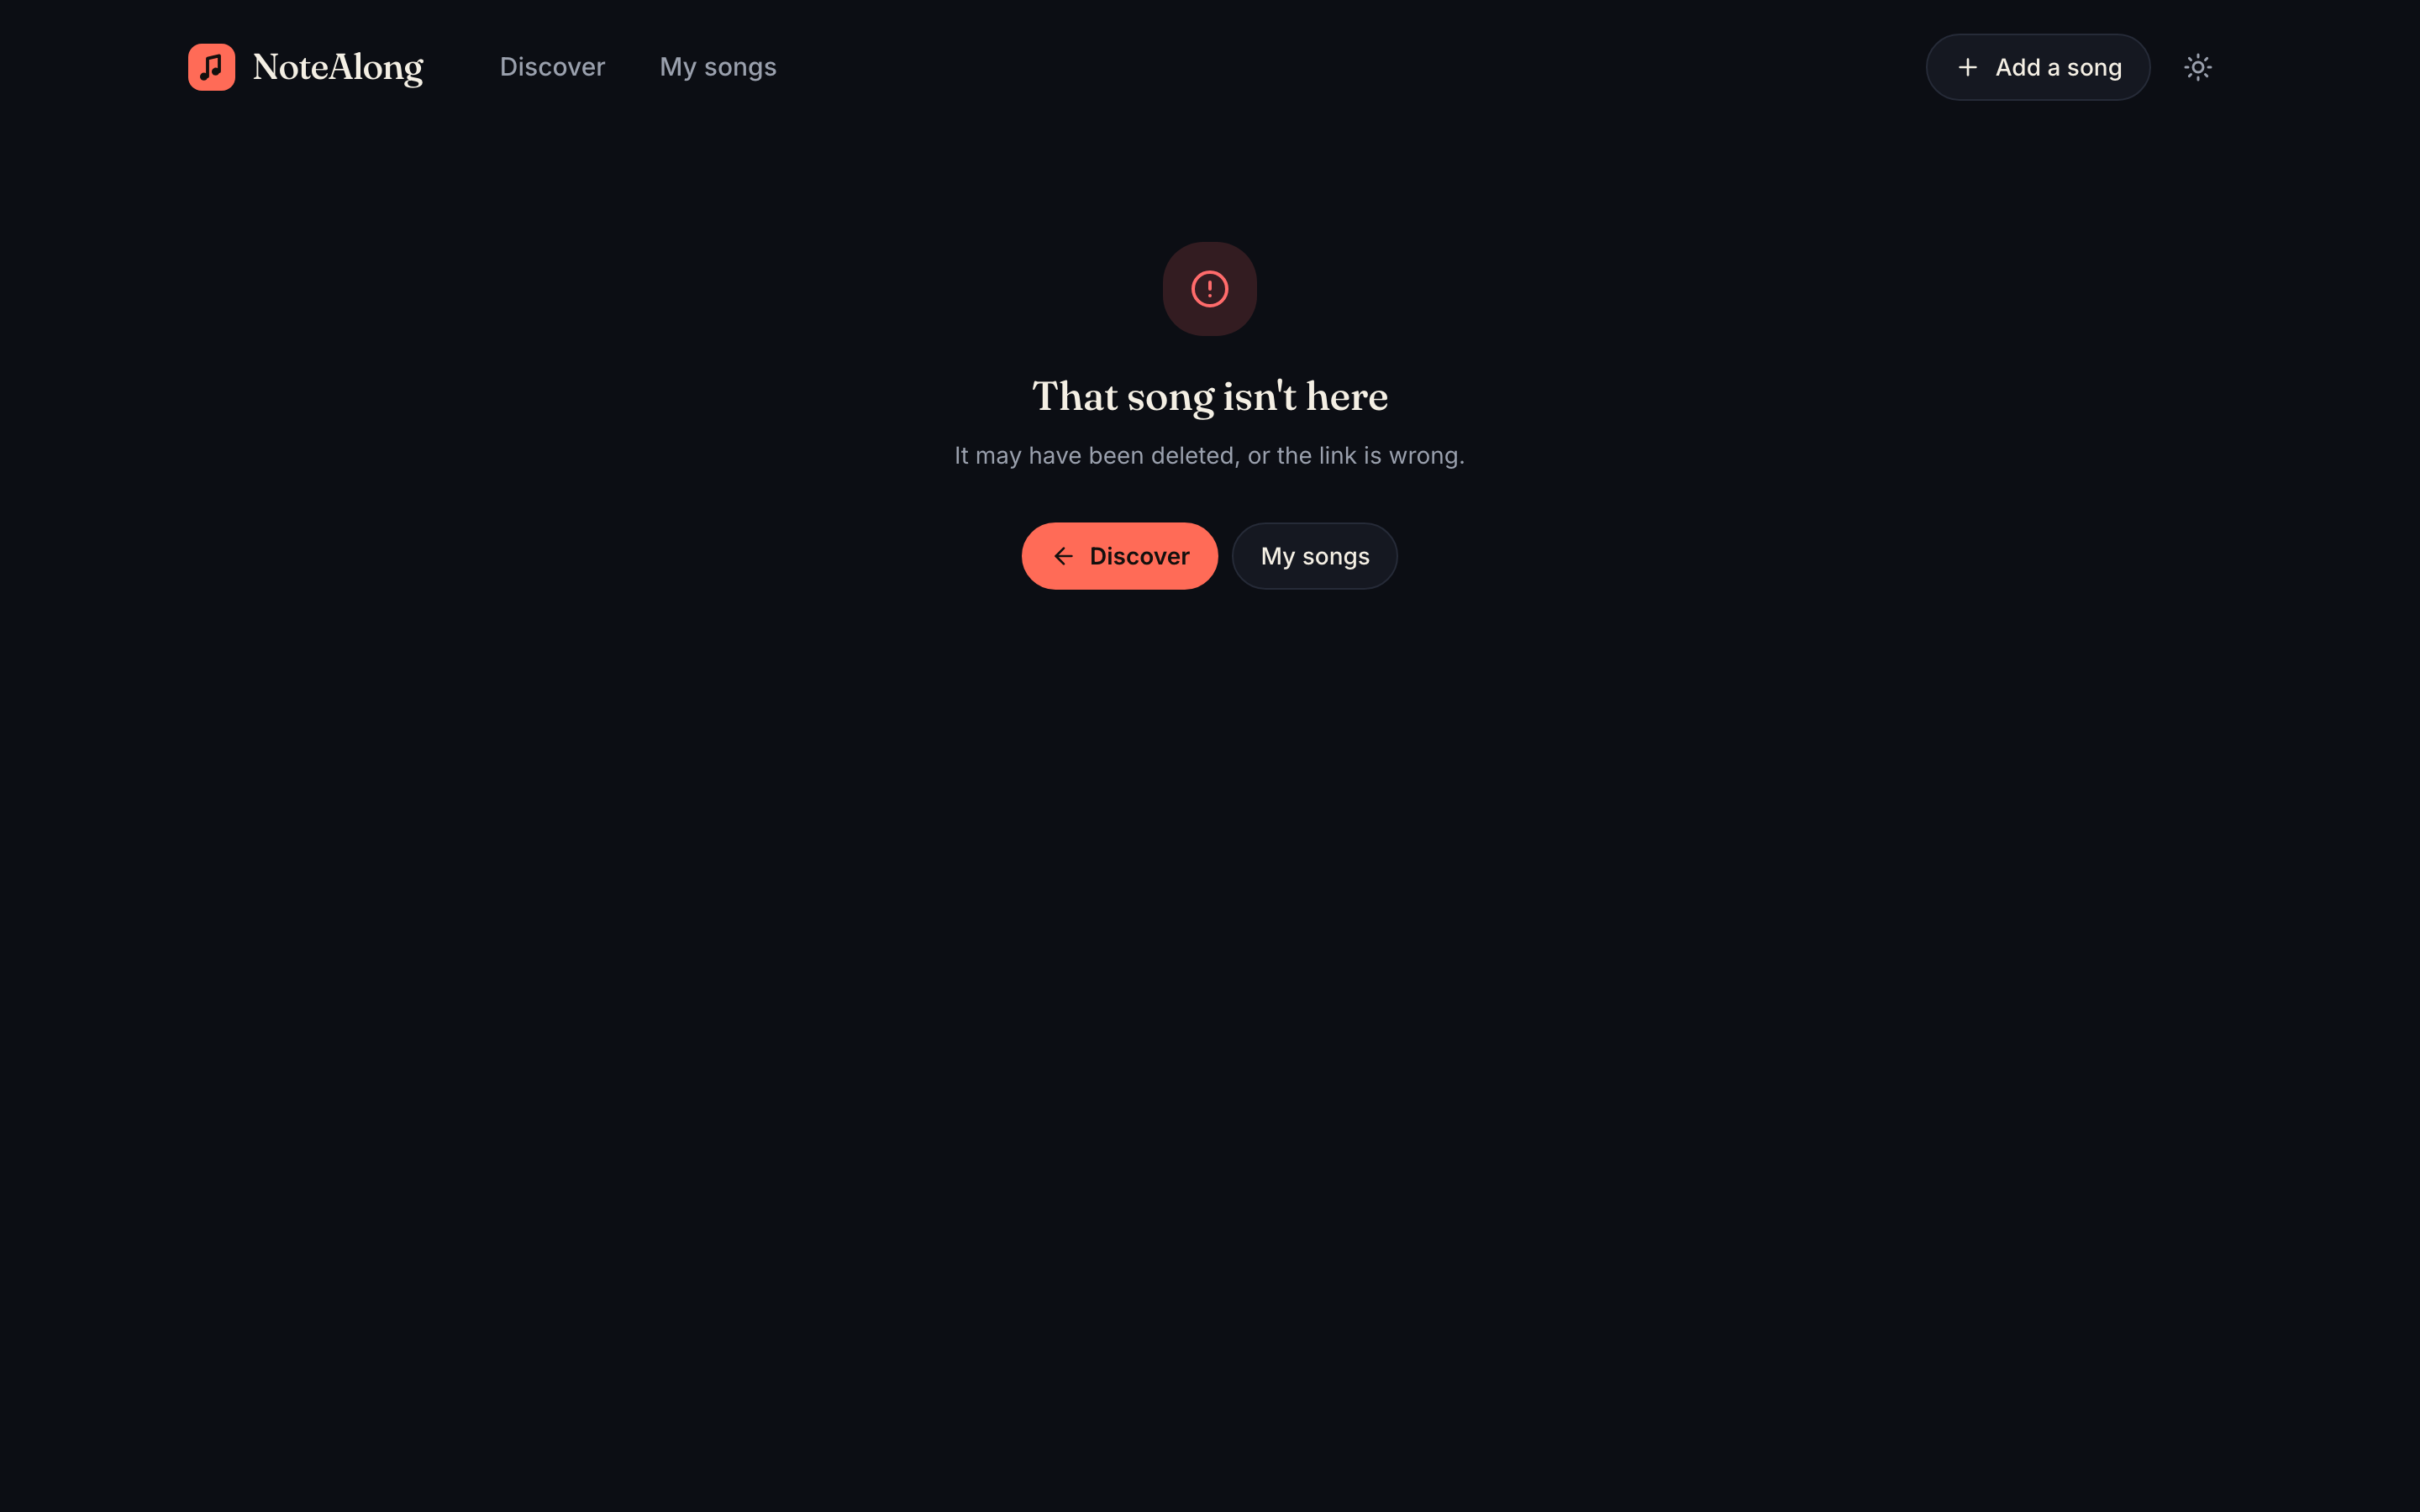 NoteAlong
Discover
My songs
Add a song
That song isn't here
It may have been deleted, or the link is wrong.
Discover
My songs